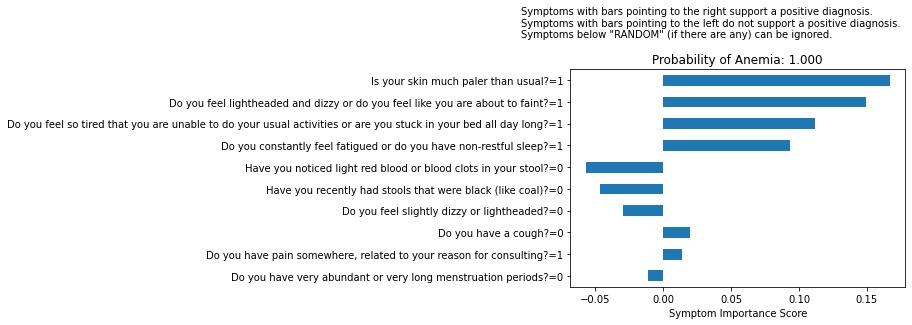 Symptoms with bars pointing to the right support a positive diagnosis.
Symptoms with bars pointing to the left do not support a positive diagnosis.
Symptoms below "RANDOM" (if there are any) can be ignored.
Probability of Anemia: 1.000
Is your skin much paler than usual?=1
Do you feel lightheaded and dizzy or do you feel like you are about to faint?=1
Do you feel so tired that you are unable to do your usual activities or are you stuck in your bed all day long?=1
Do you constantly feel fatigued or do you have non-restful sleep?=1
Have you noticed light red blood or blood clots in your stool?=0
Have you recently had stools that were black (like coal)?=0
Do you feel slightly dizzy or lightheaded?=0
Do you have a cough?=0
Do you have pain somewhere, related to your reason for consulting?=1
Do you have very abundant or very long menstruation periods?=0
−0.05 0.00 0.05 0.10 0.15
Symptom Importance Score